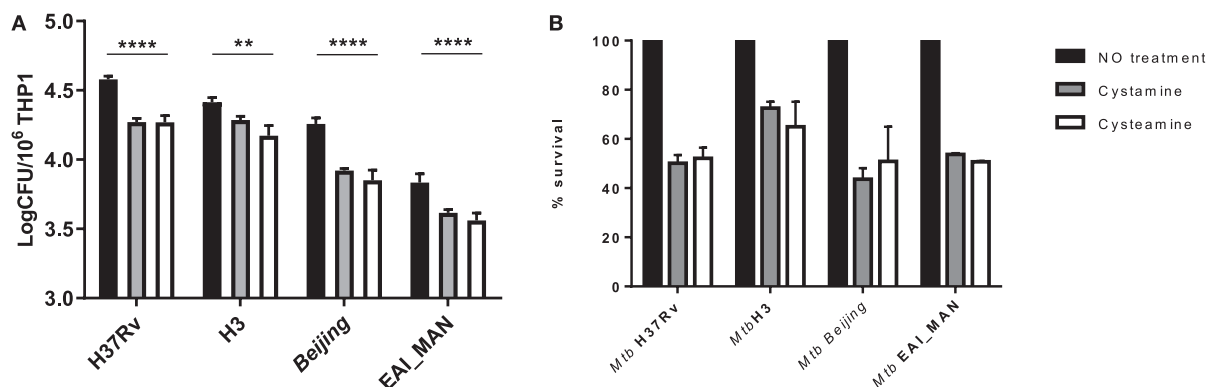 A
5.0
4.5
4.0
3.5
3.0
LogCFU/10⁶ THP1
**** ** **** ****
H37Rv
H3
Beijing
EAI_MAN
B
100
80
60
40
20
0
% survival
Mtb H37Rv
Mtb H3
Mtb Beijing
Mtb EAI_MAN
NO treatment
Cystamine
Cysteamine